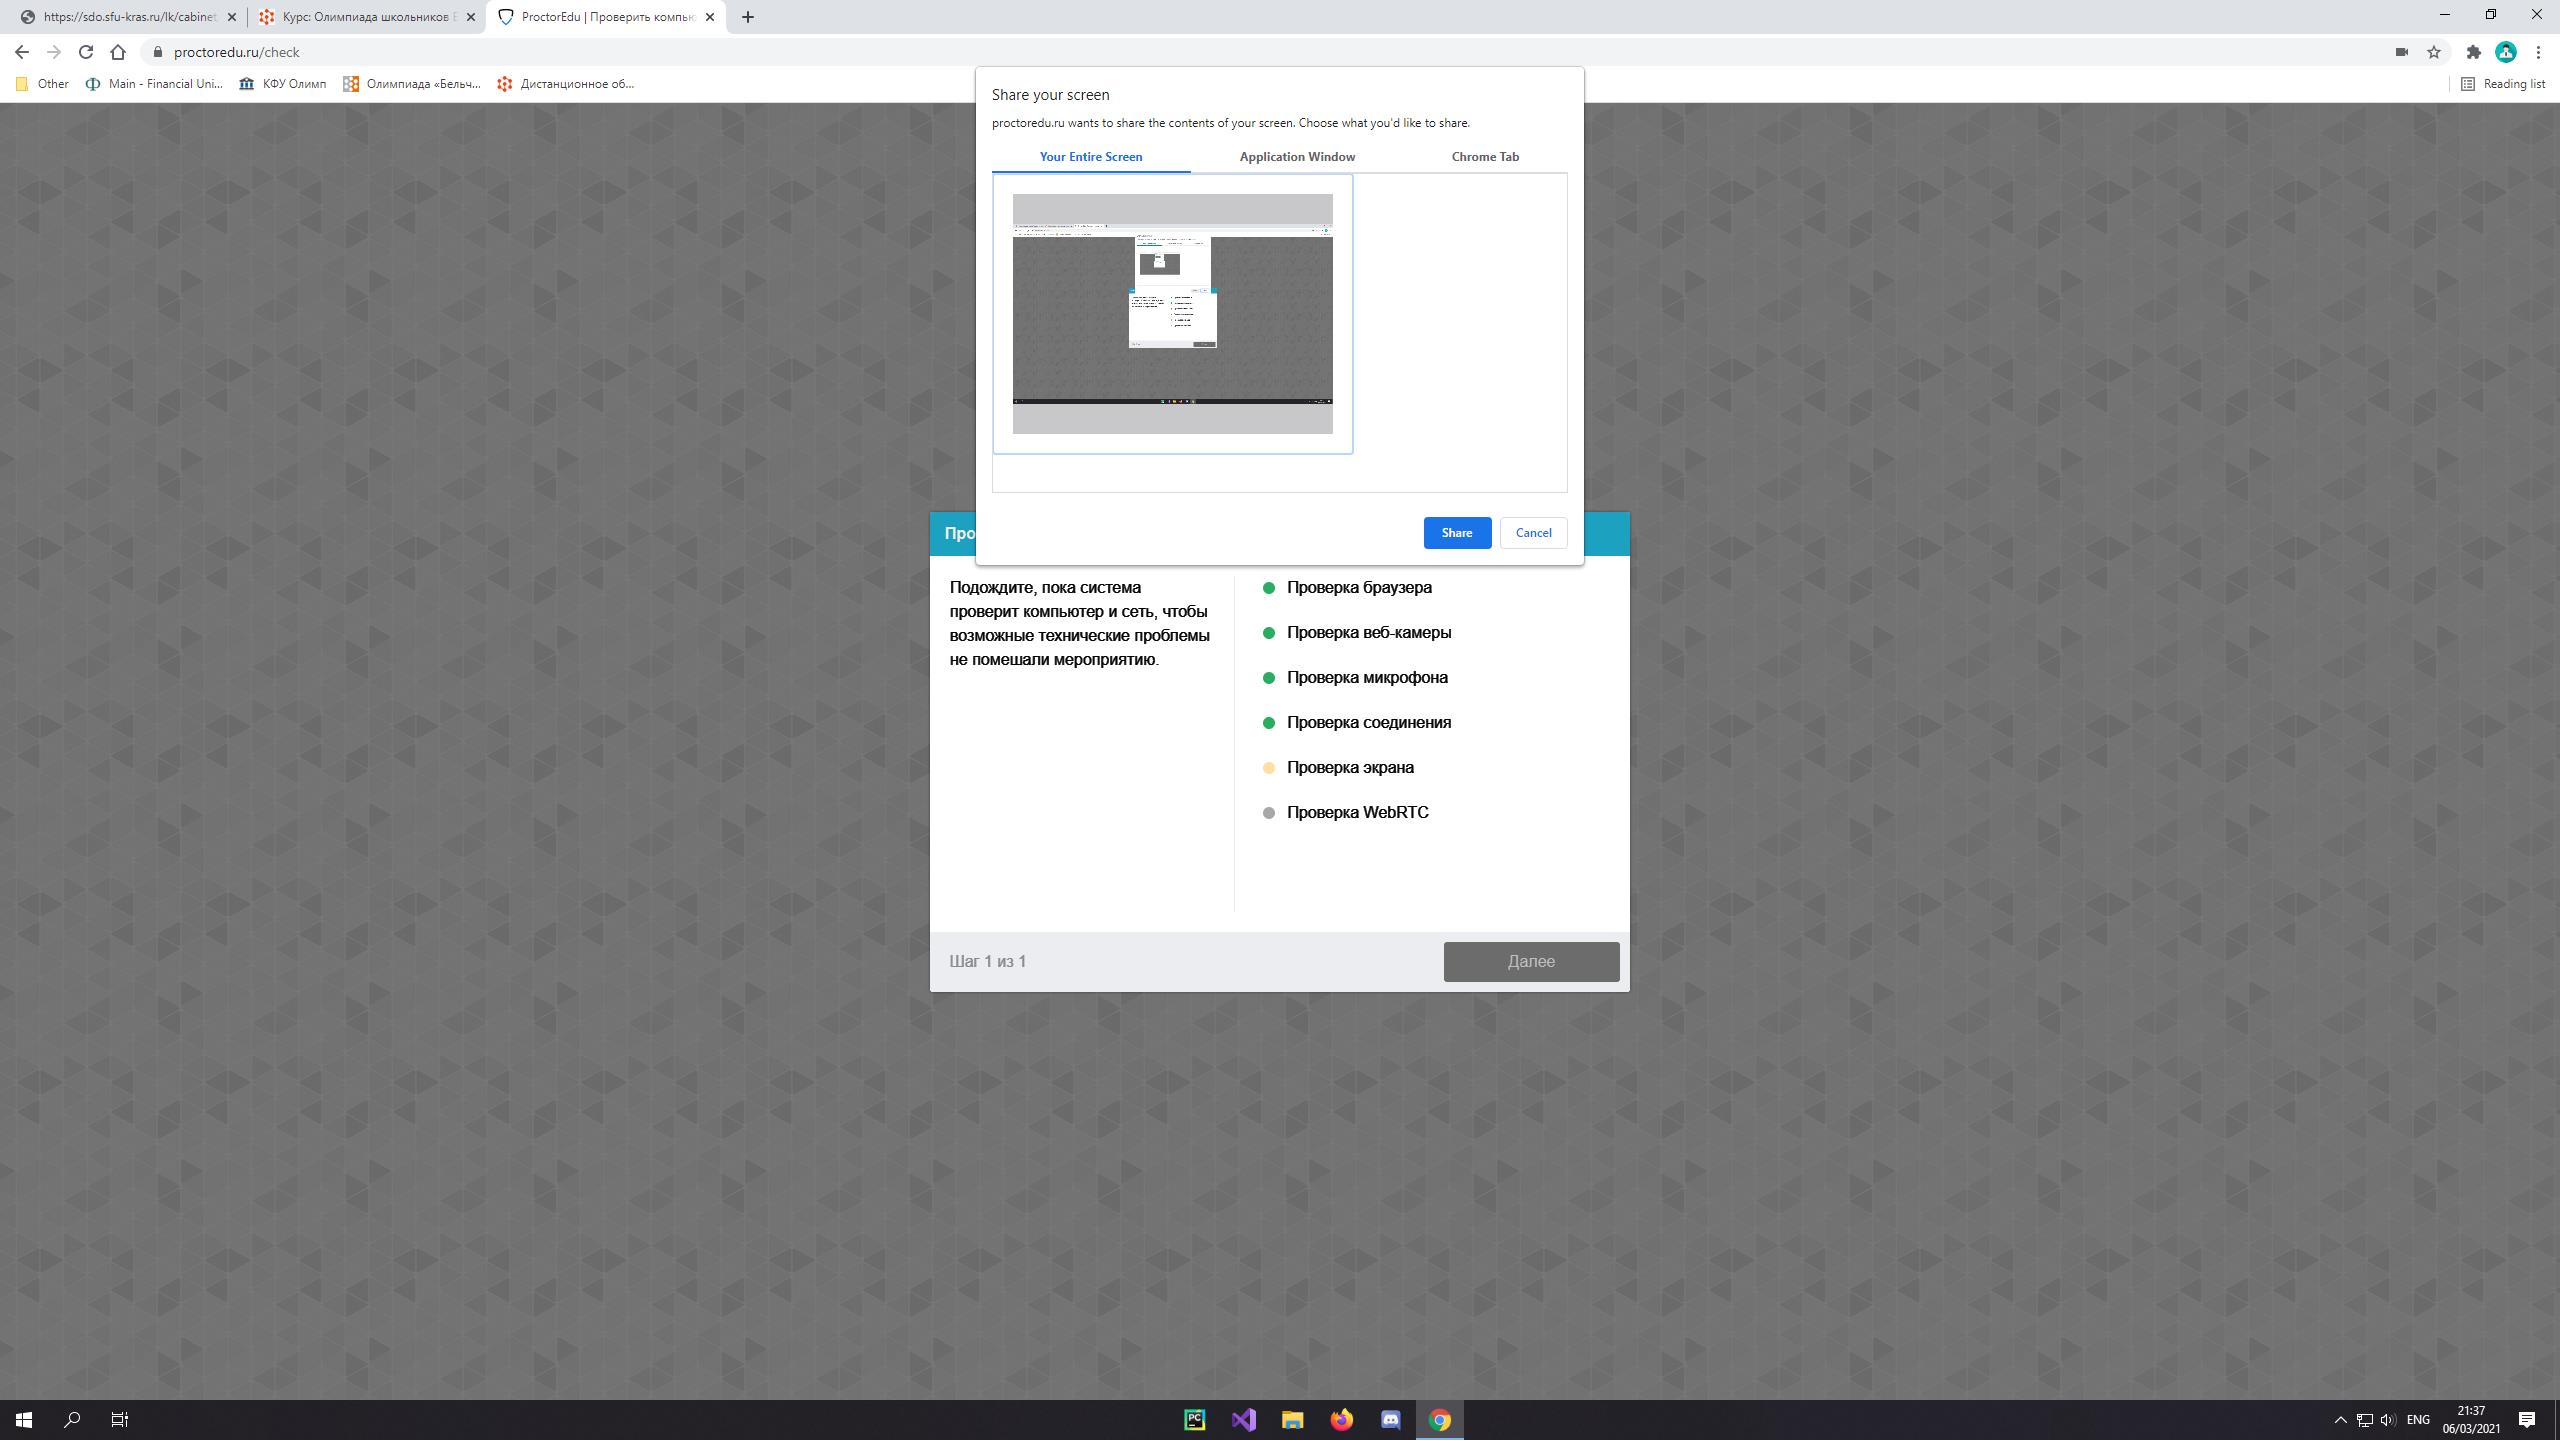 https://sdo.sfu-kras.ru/lk/cabinet
Курс: Олимпиада школьников
ProctorEdu | Проверить компью
proctoredu.ru/check
Other
Main - Financial Uni...
КФУ Олимп
Олимпиада «Бельч...
Дистанционное об...
Reading list
Share your screen
proctoredu.ru wants to share the contents of your screen. Choose what you'd like to share.
Your Entire Screen
Application Window
Chrome Tab
Share
Cancel
Про
Подождите, пока система
проверит компьютер и сеть, чтобы
возможные технические проблемы
не помешали мероприятию.
Проверка браузера
Проверка веб-камеры
Проверка микрофона
Проверка соединения
Проверка экрана
Проверка WebRTC
Шаг 1 из 1
Далее
PC
ENG
21:37
06/03/2021